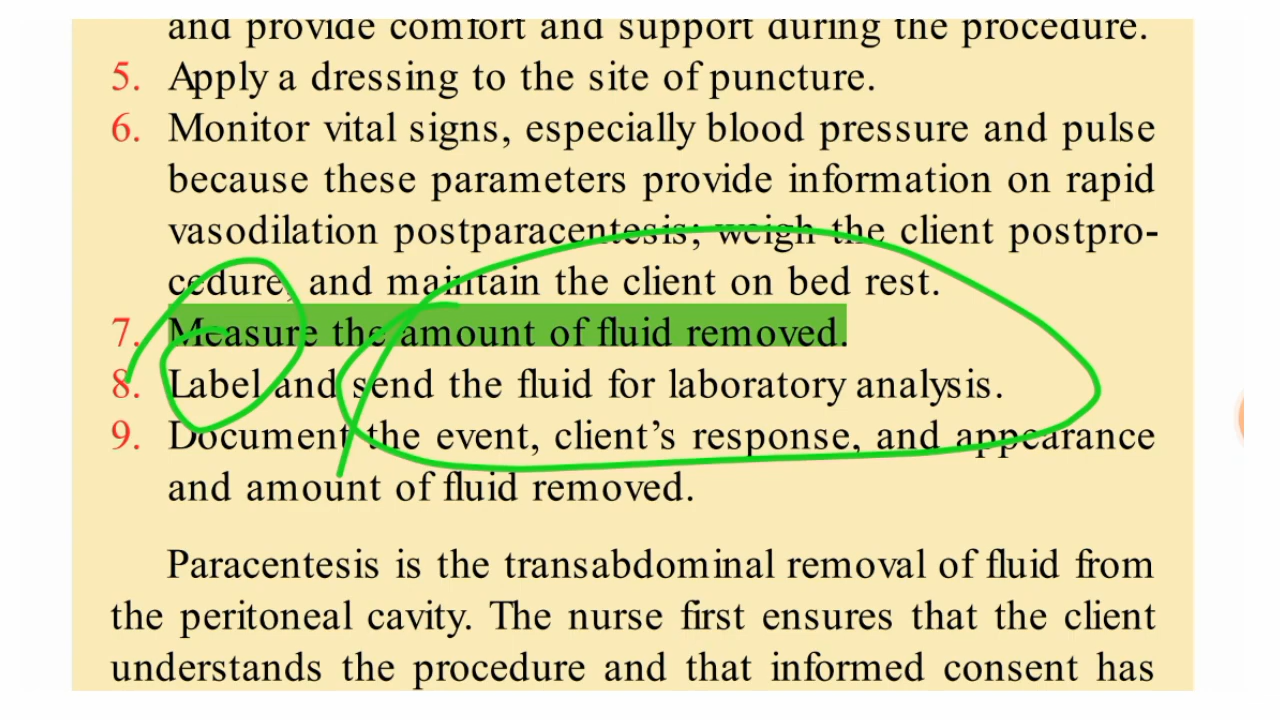 and provide comfort and support during the procedure.
5. Apply a dressing to the site of puncture.
6. Monitor vital signs, especially blood pressure and pulse
because these parameters provide information on rapid
vasodilation postparacentesis; weigh the client postpro-
cedure, and maintain the client on bed rest.
7. Measure the amount of fluid removed.
8. Label and send the fluid for laboratory analysis.
9. Document the event, client’s response, and appearance
and amount of fluid removed.
Paracentesis is the transabdominal removal of fluid from
the peritoneal cavity. The nurse first ensures that the client
understands the procedure and that informed consent has